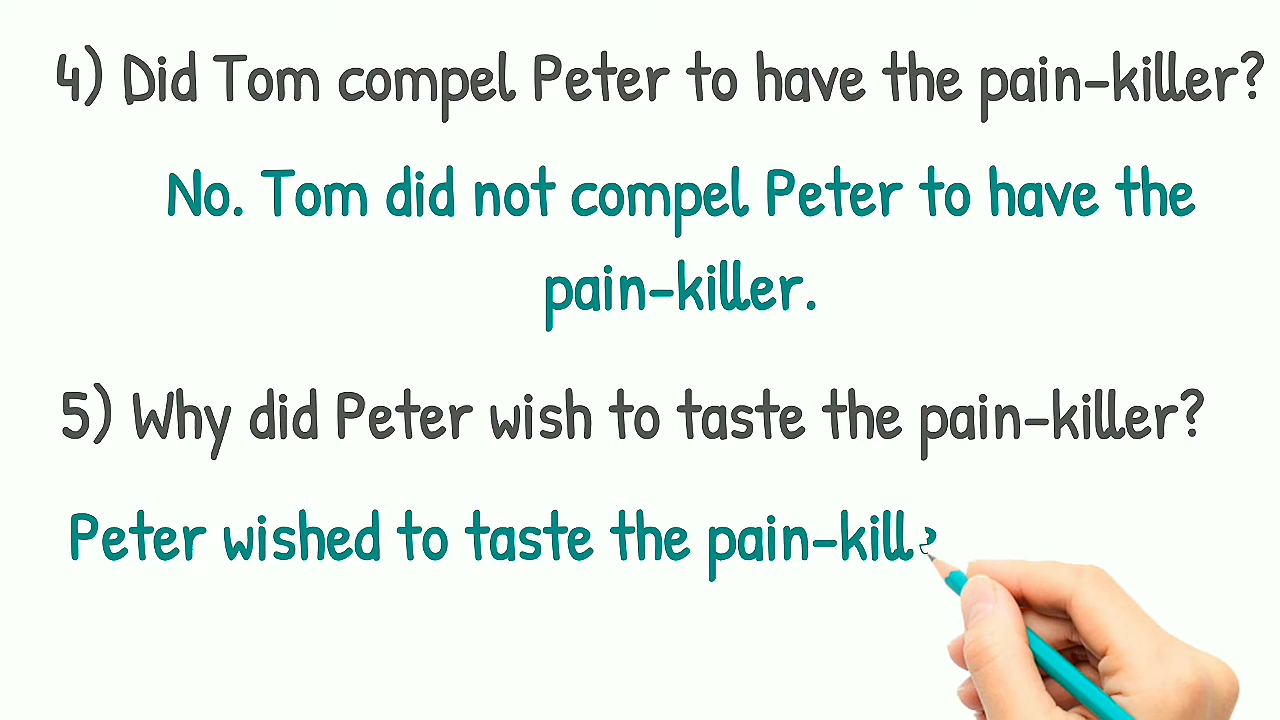 4) Did Tom compel Peter to have the pain-killer?
No. Tom did not compel Peter to have the
pain-killer.
5) Why did Peter wish to taste the pain-killer?
Peter wished to taste the pain-kill